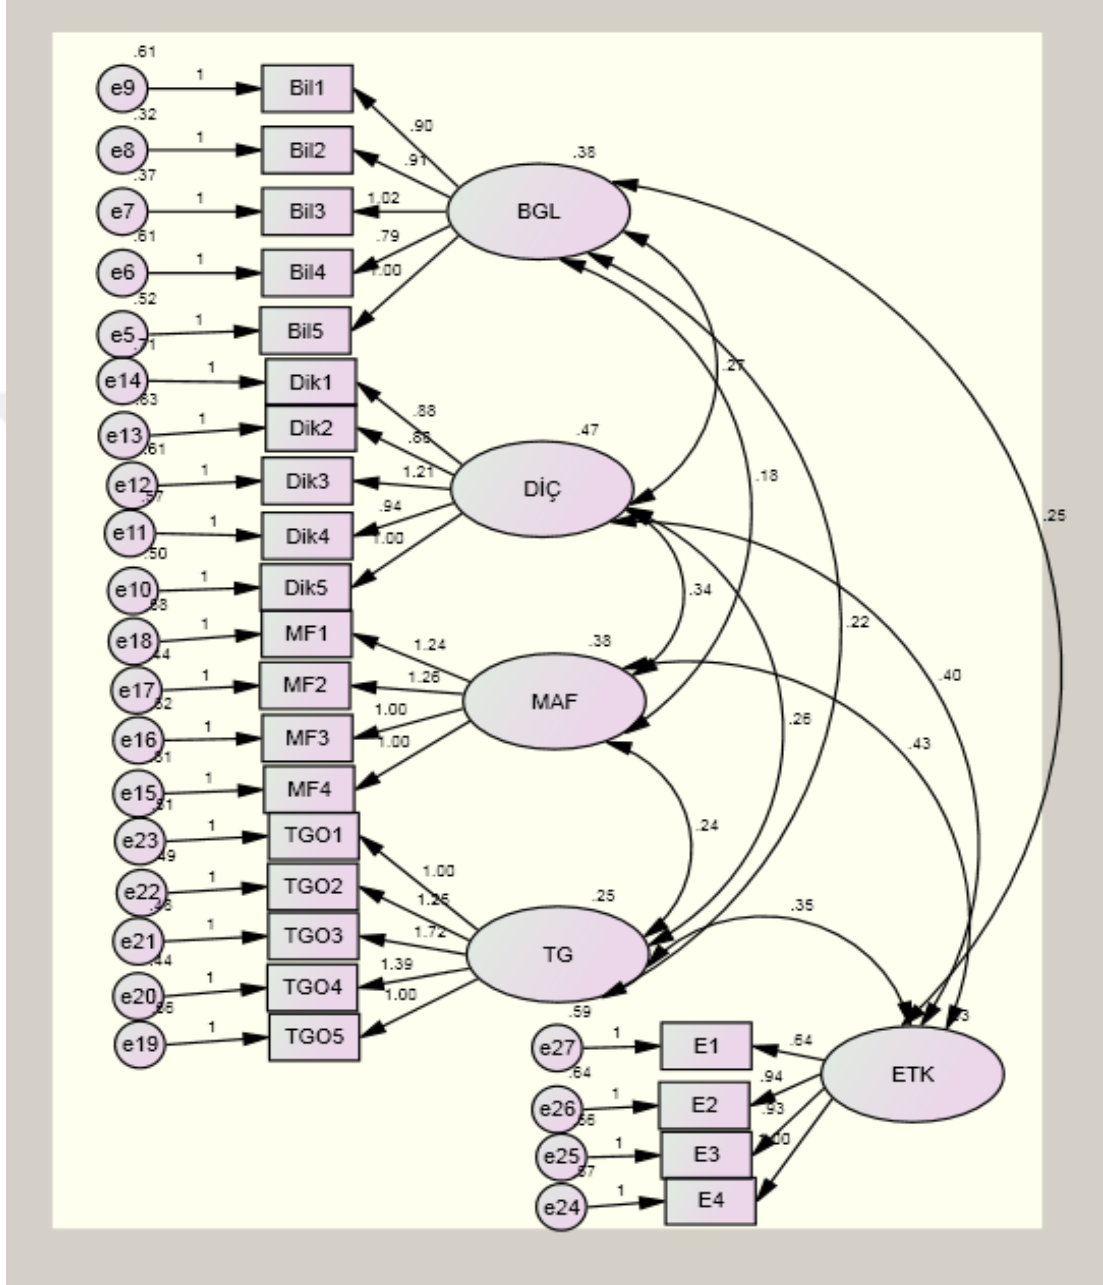 .61
e9 1 Bil1
.90
.32
e8 1 Bil2
.91
.38
.37
e7 1 Bil3
1.02
BGL
.61
e6 1 Bil4
.79
1.00
.52
e5 1 Bil5
.27
.71
e14 1 Dik1
.88
.63
e13 1 Dik2
.47
.61
e12 1 Dik3
1.21
DİÇ
.18
e11 1 Dik4
.94
1.00
.25
.50
e10 1 Dik5
.34
e18 1 MF1
1.24
.38
.22
.44
e17 1 MF2
1.26
.40
e16 1 MF3
1.00
MAF
.26
.43
e15 1 MF4
1.00
e23 1 TGO1
.24
.49
e22 1 TGO2
1.00
1.25
.25
.35
e21 1 TGO3
1.72
TG
.44
e20 1 TGO4
1.39
1.00
e19 1 TGO5
.59
e27 1 E1
.64
ETK
.64
e26 1 E2
.94
.93
e25 1 E3
e24 1 E4